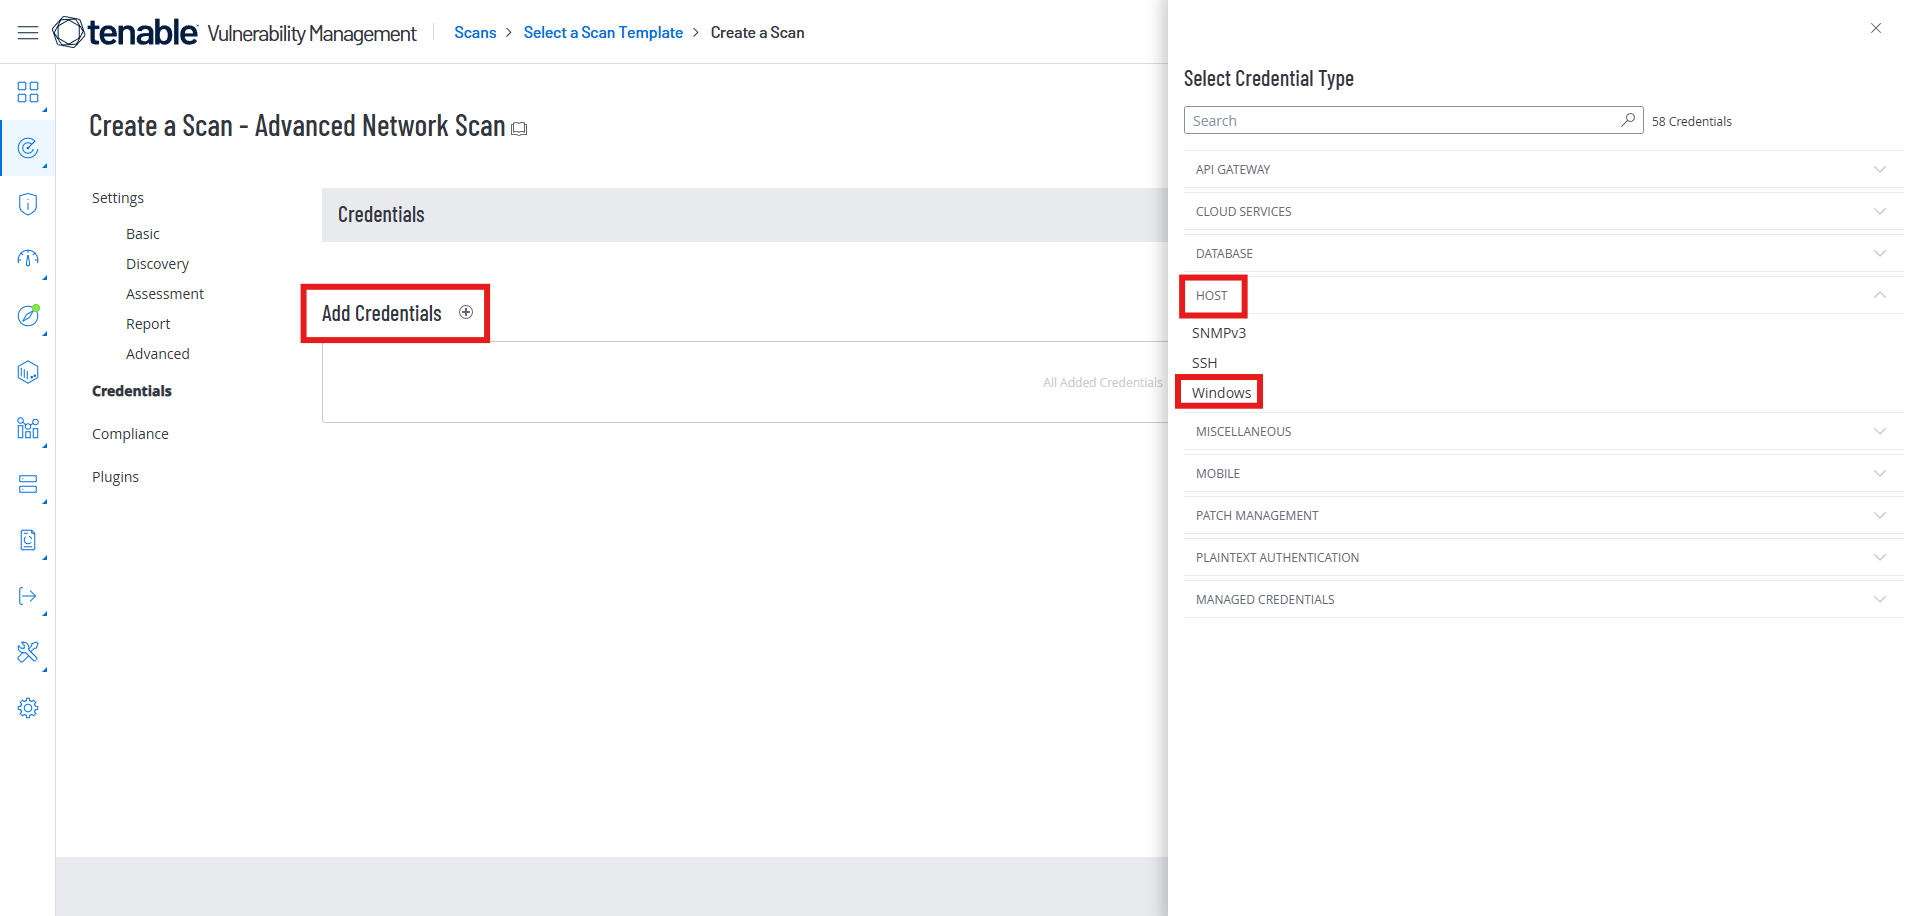 tenable Vulnerability Management
Scans > Select a Scan Template > Create a Scan
Create a Scan - Advanced Network Scan
Settings
Basic
Discovery
Assessment
Report
Advanced
Credentials
Compliance
Plugins
Credentials
Add Credentials
All Added Credentials
Select Credential Type
Search
58 Credentials
API GATEWAY
CLOUD SERVICES
DATABASE
HOST
SNMPv3
SSH
Windows
MISCELLANEOUS
MOBILE
PATCH MANAGEMENT
PLAINTEXT AUTHENTICATION
MANAGED CREDENTIALS